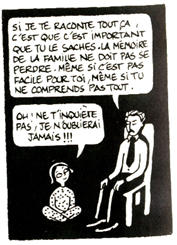 SI JE TE RACONTE TOUT ÇA,
C'EST QUE C'EST IMPORTANT
QUE TU LE SACHES. LA MÉMOIRE
DE LA FAMILLE NE DOIT PAS SE
PERDRE. MÊME SI C'EST PAS
FACILE POUR TOI, MÊME SI TU
NE COMPRENDS PAS TOUT.
OH! NE T'INQUIÈTE
PAS, JE N'OUBLIERAI
JAMAIS!!!